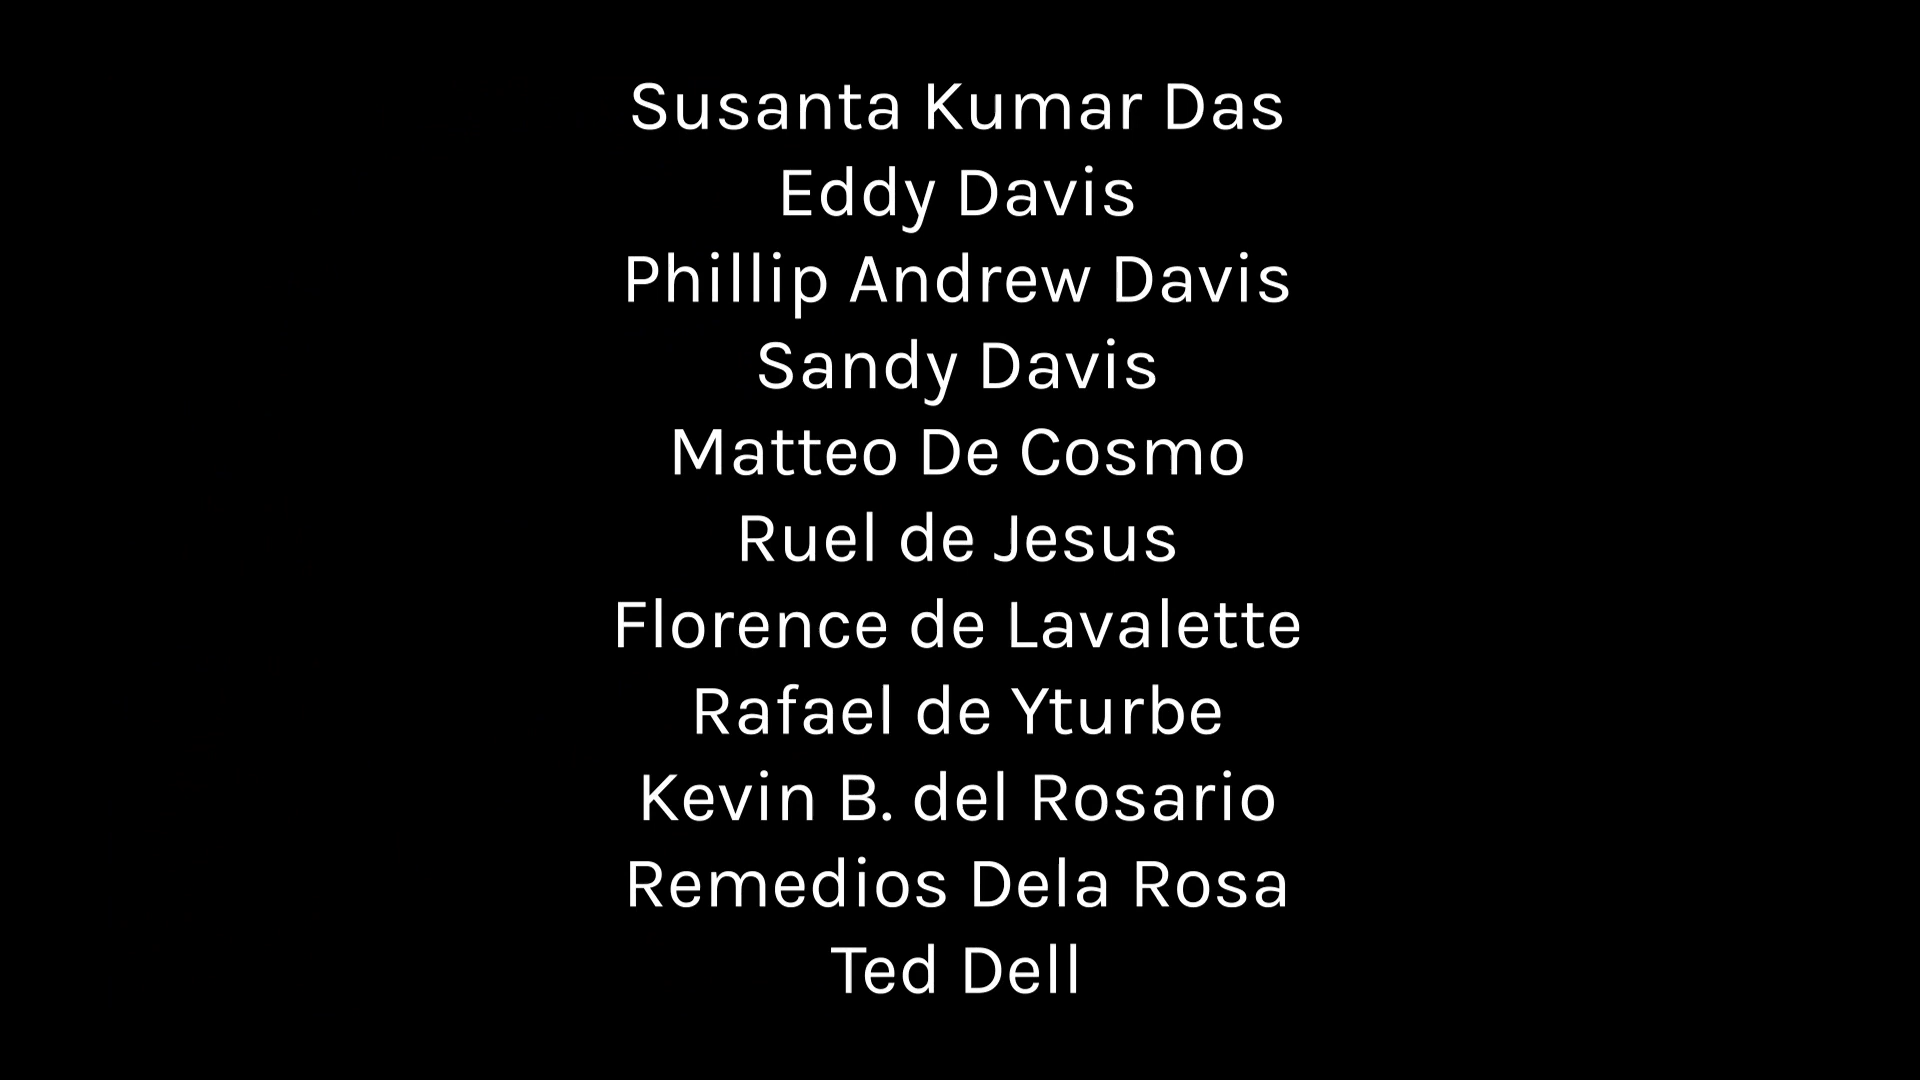 Susanta Kumar Das
Eddy Davis
Phillip Andrew Davis
Sandy Davis
Matteo De Cosmo
Ruel de Jesus
Florence de Lavalette
Rafael de Yturbe
Kevin B. del Rosario
Remedios Dela Rosa
Ted Dell